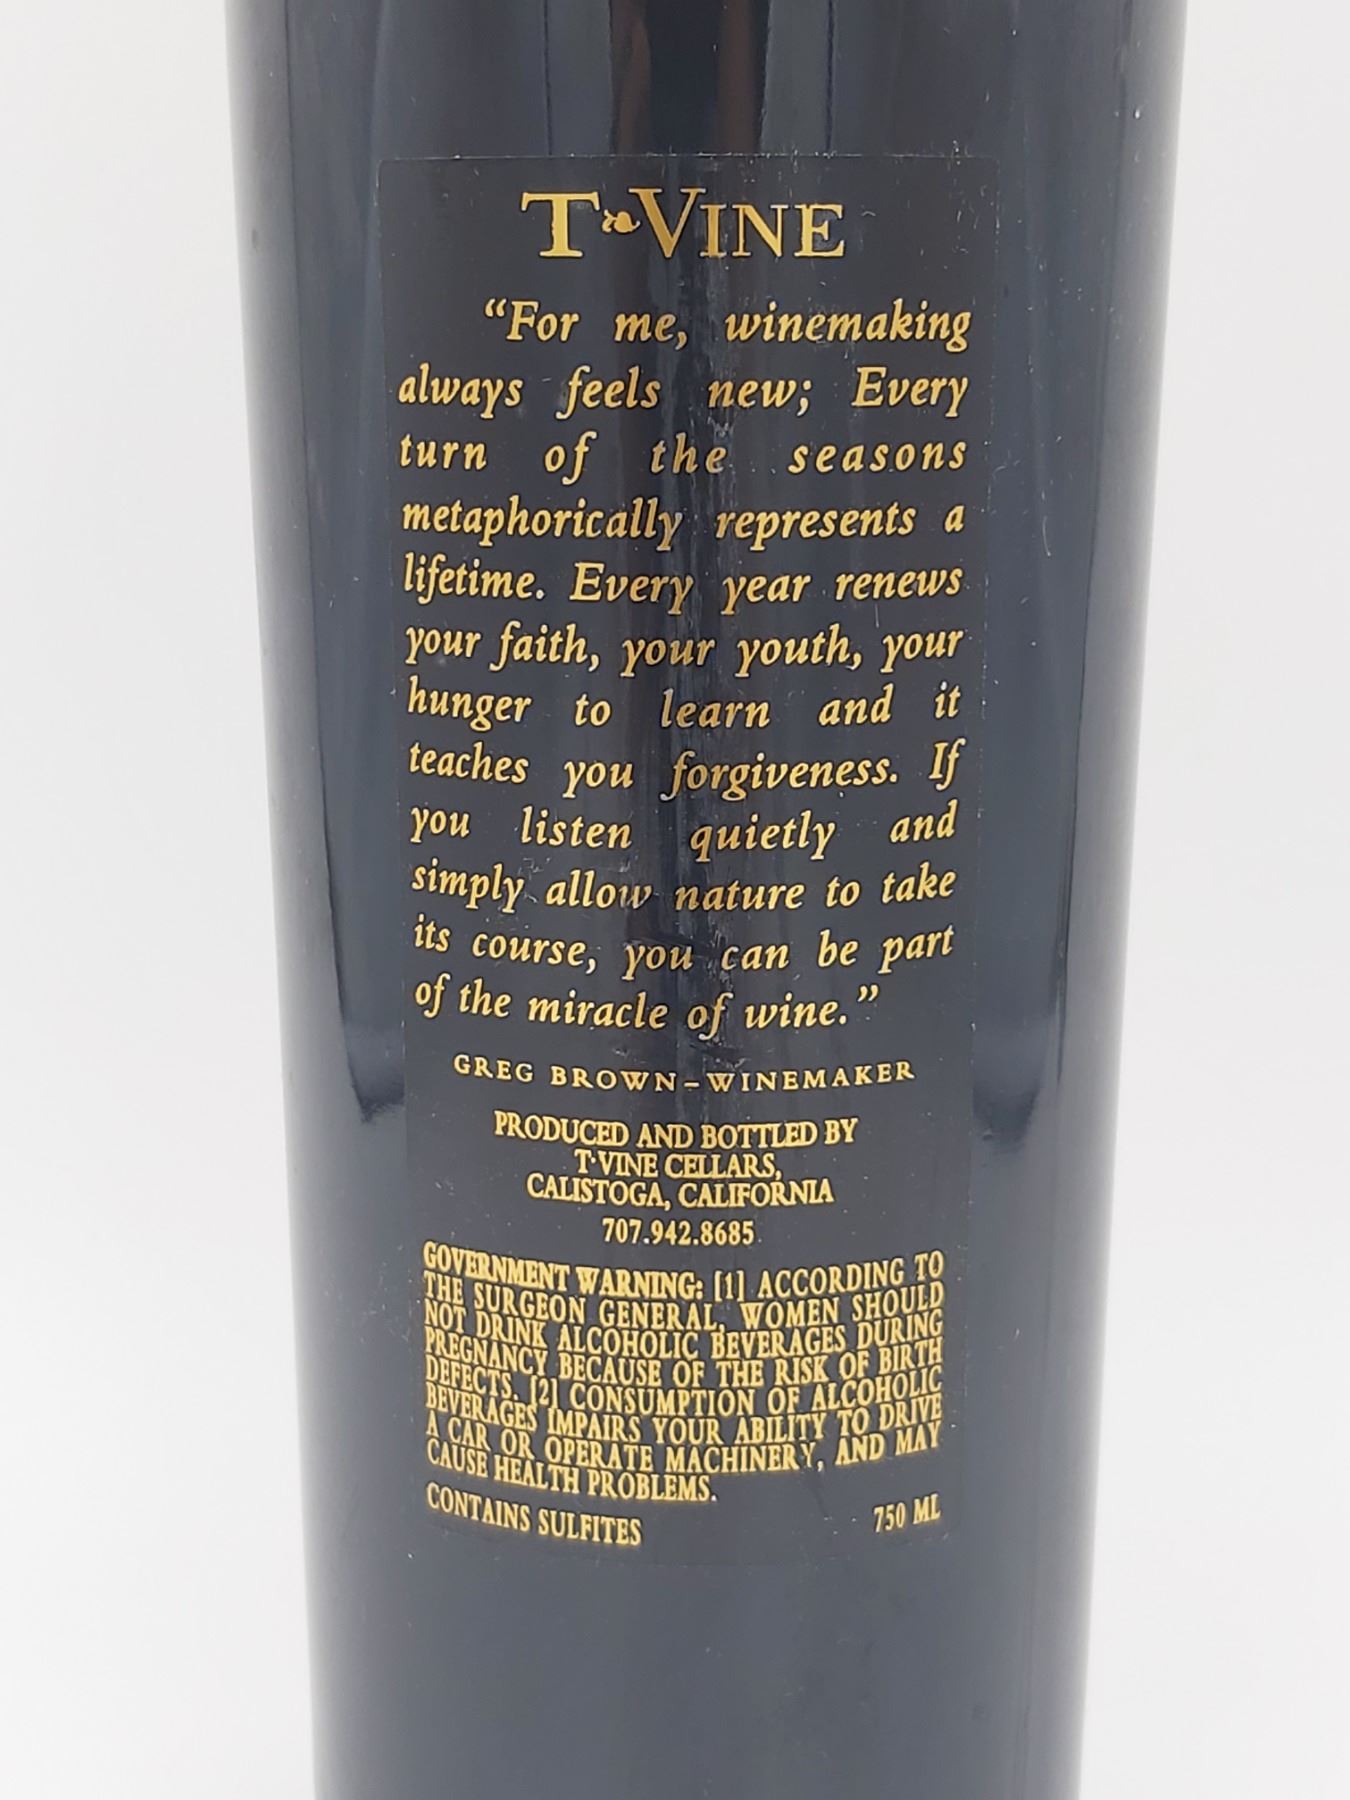 T❧VINE
“For me, winemaking
always feels new; Every
turn of the seasons
metaphorically represents a
lifetime. Every year renews
your faith, your youth, your
hunger to learn and it
teaches you forgiveness. If
you listen quietly and
simply allow nature to take
its course, you can be part
of the miracle of wine.”
GREG BROWN–WINEMAKER
PRODUCED AND BOTTLED BY
T·VINE CELLARS,
CALISTOGA, CALIFORNIA
707.942.8685
GOVERNMENT WARNING: [1] ACCORDING TO
THE SURGEON GENERAL, WOMEN SHOULD
NOT DRINK ALCOHOLIC BEVERAGES DURING
PREGNANCY BECAUSE OF THE RISK OF BIRTH
DEFECTS. [2] CONSUMPTION OF ALCOHOLIC
BEVERAGES IMPAIRS YOUR ABILITY TO DRIVE
A CAR OR OPERATE MACHINERY, AND MAY
CAUSE HEALTH PROBLEMS.
CONTAINS SULFITES 750 ML